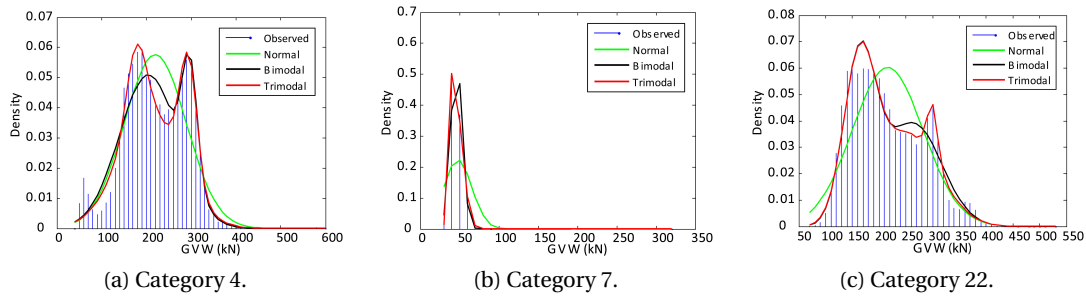 0.07
0.06
0.05
0.04
0.03
0.02
0.01
0
Density
0 100 200 300 400 500 600
GVW (kN)
Observed
Normal
Bimodal
Trimodal
(a) Category 4.
0.7
0.6
0.5
0.4
0.3
0.2
0.1
0
Density
0 50 100 150 200 250 300 350
GVW (kN)
Observed
Normal
Bimodal
Trimodal
(b) Category 7.
0.08
0.07
0.06
0.05
0.04
0.03
0.02
0.01
0
Density
50 100 150 200 250 300 350 400 450 500 550
GVW (kN)
Observed
Normal
Bimodal
Trimodal
(c) Category 22.